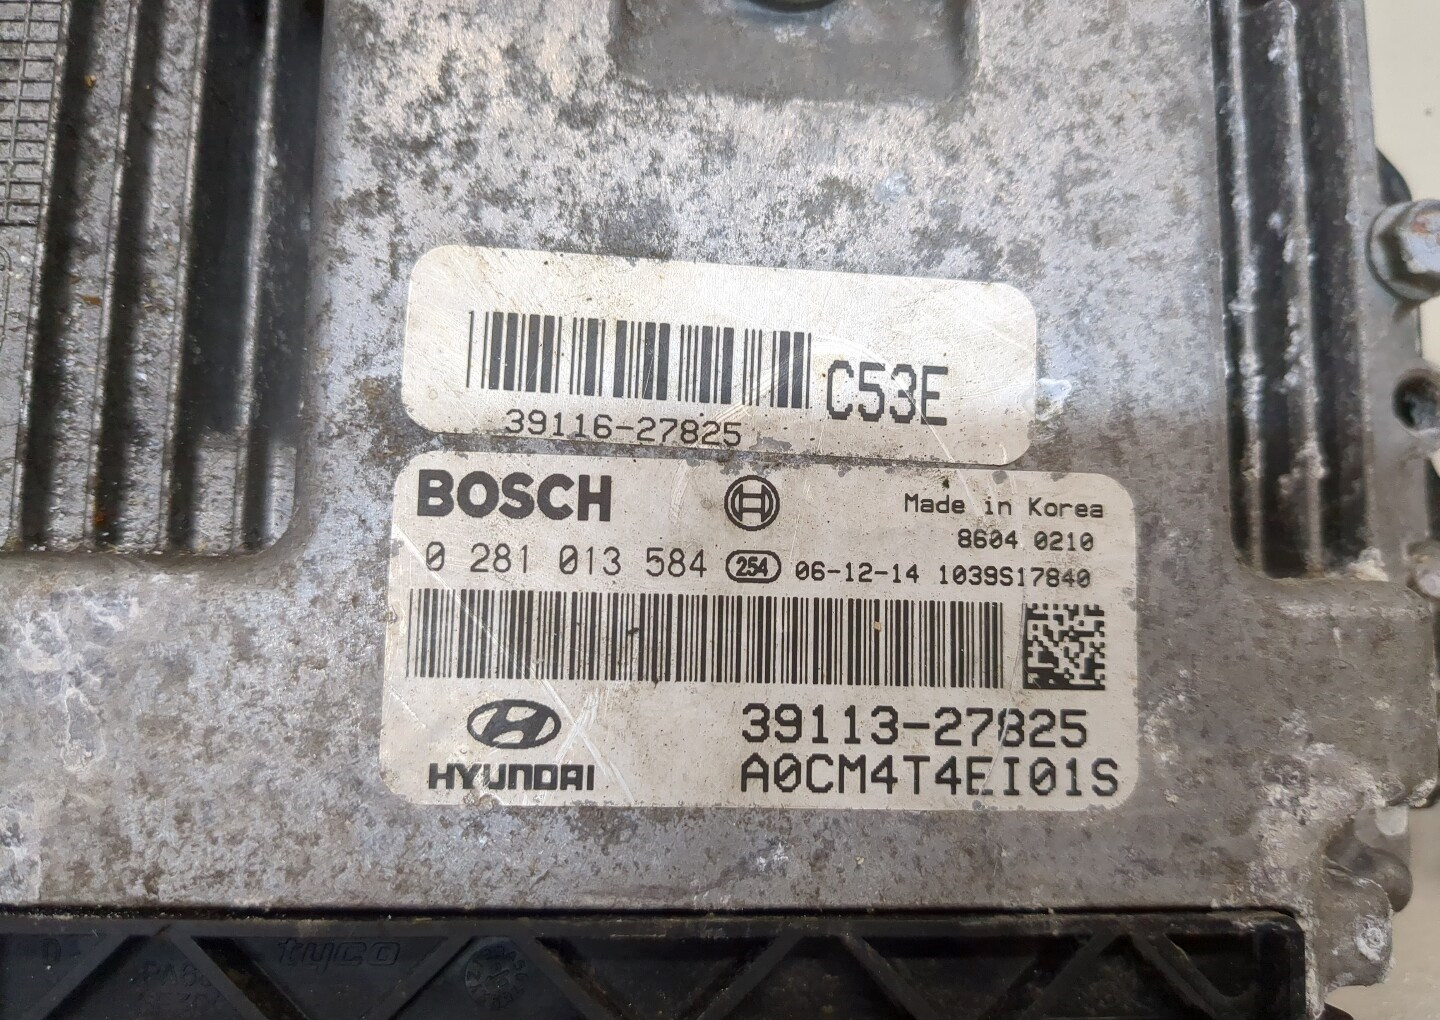 C53E
39116-27825
BOSCH
Made in Korea
8604 0210
0 281 013 584 254 06-12-14 1039S17840
HYUNDAI
39113-27825
A0CM4T4EI01S
tyco